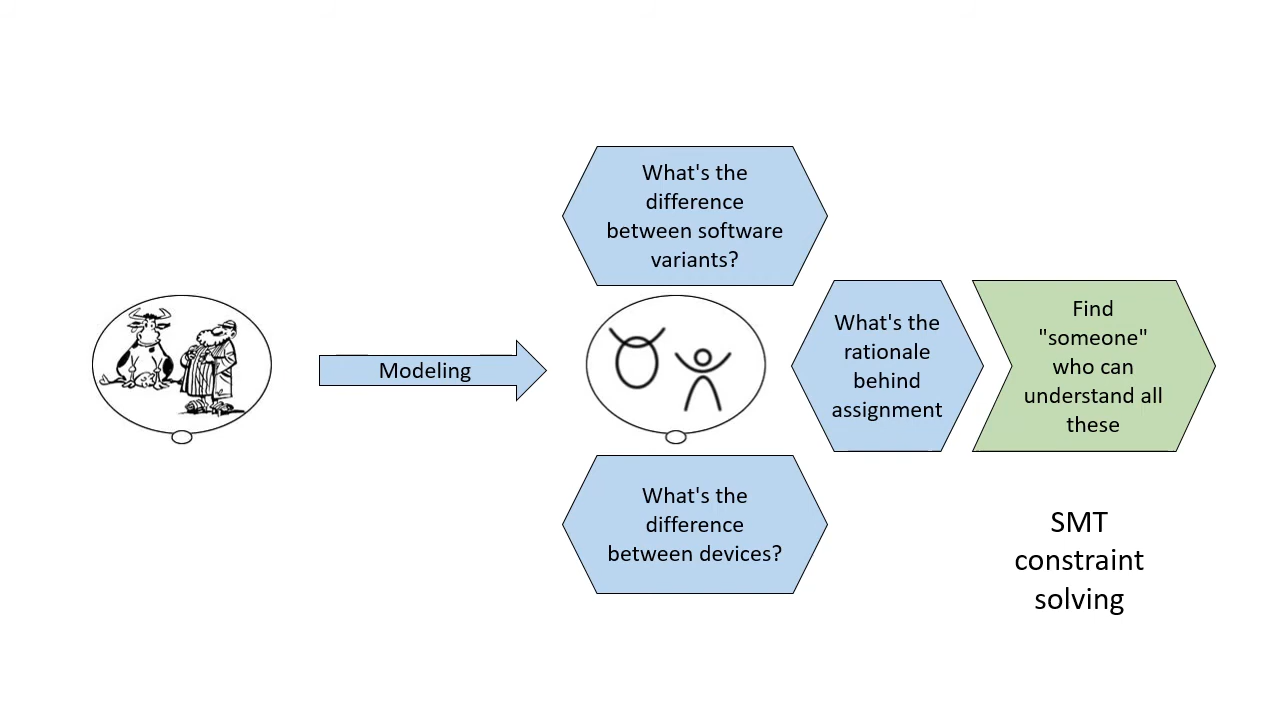 What's the
difference
between software
variants?
Modeling
What's the
rationale
behind
assignment
Find
"someone"
who can
understand all
these
What's the
difference
between devices?
SMT
constraint
solving